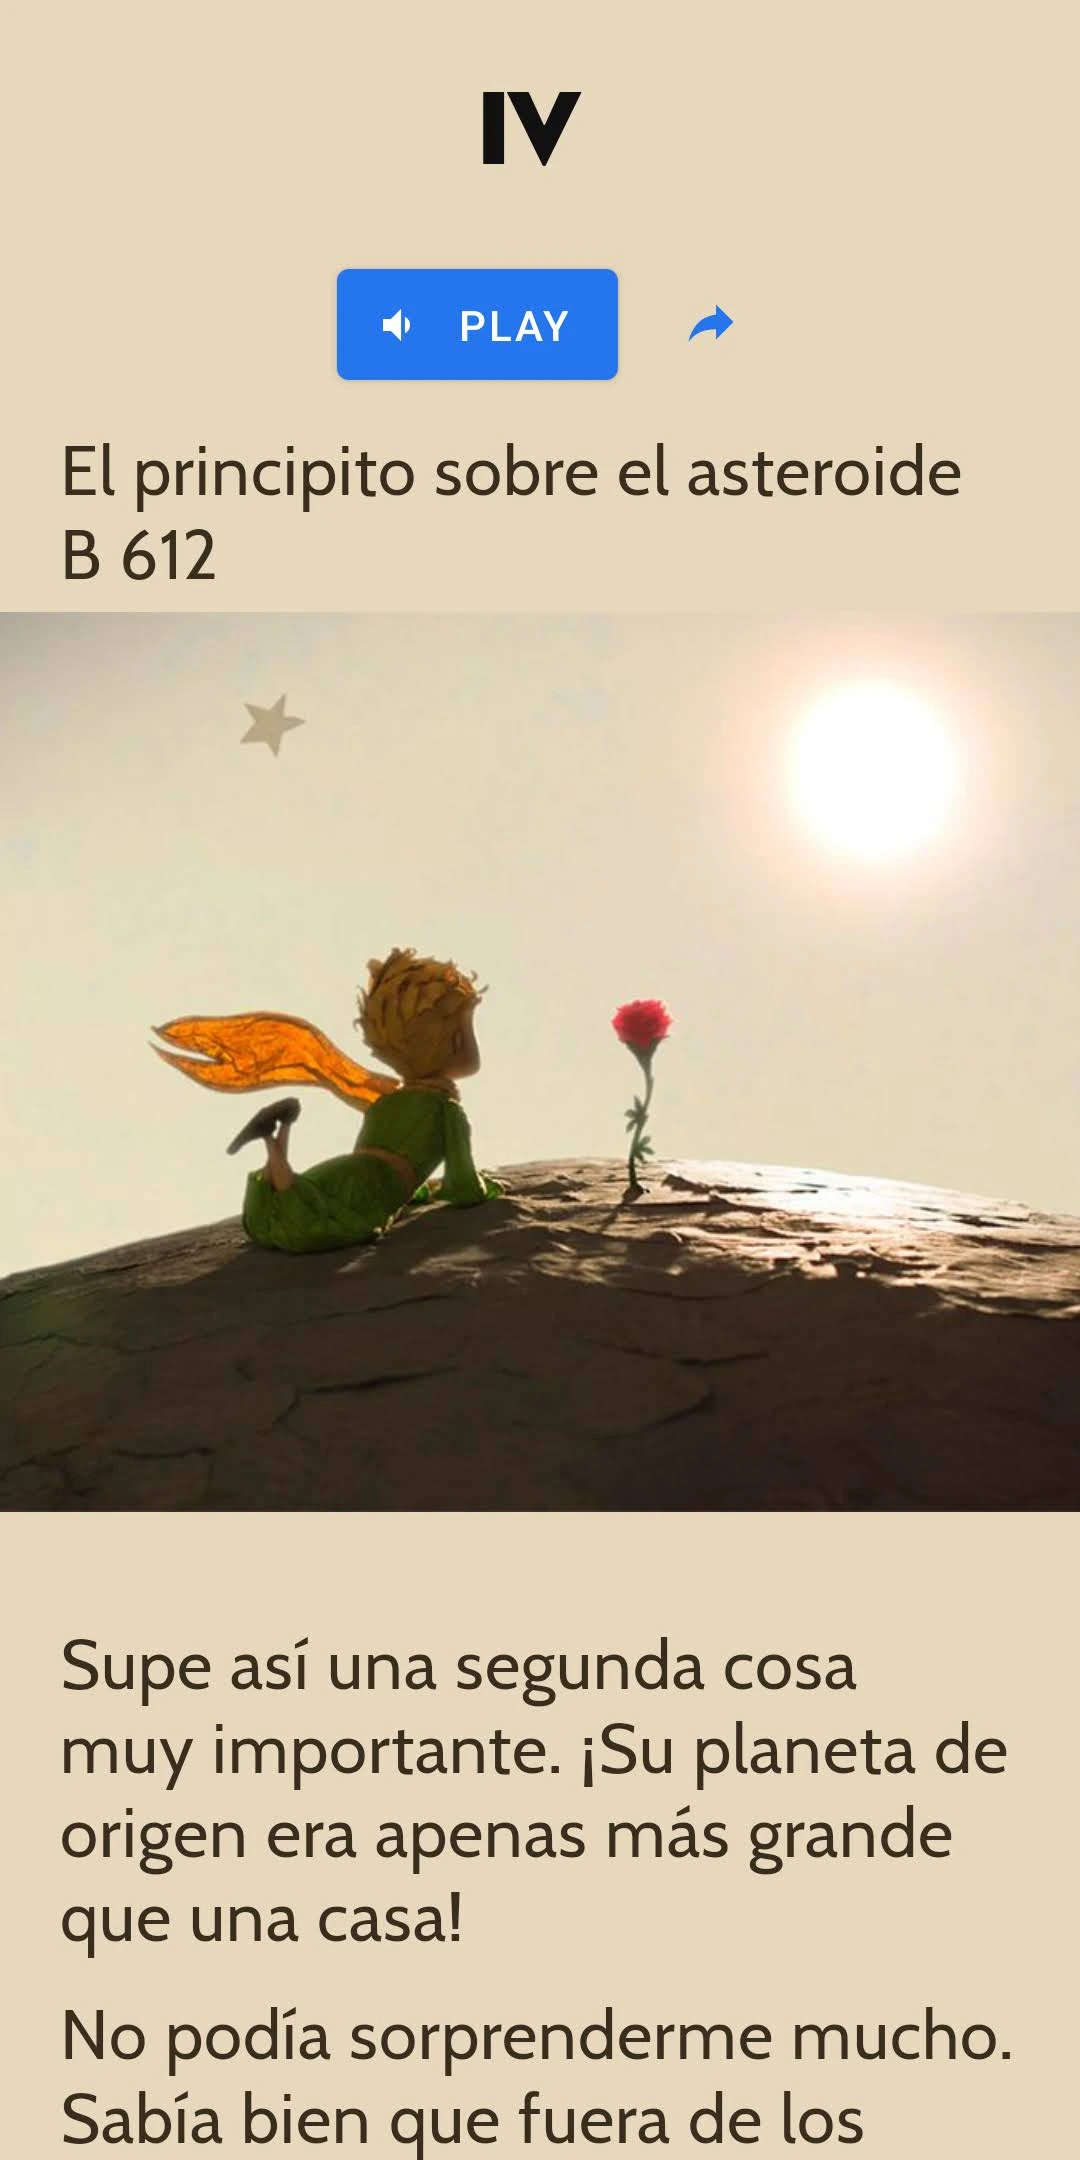 IV
PLAY
El principito sobre el asteroide
B 612
Supe así una segunda cosa
muy importante. ¡Su planeta de
origen era apenas más grande
que una casa!
No podía sorprenderme mucho.
Sabía bien que fuera de los